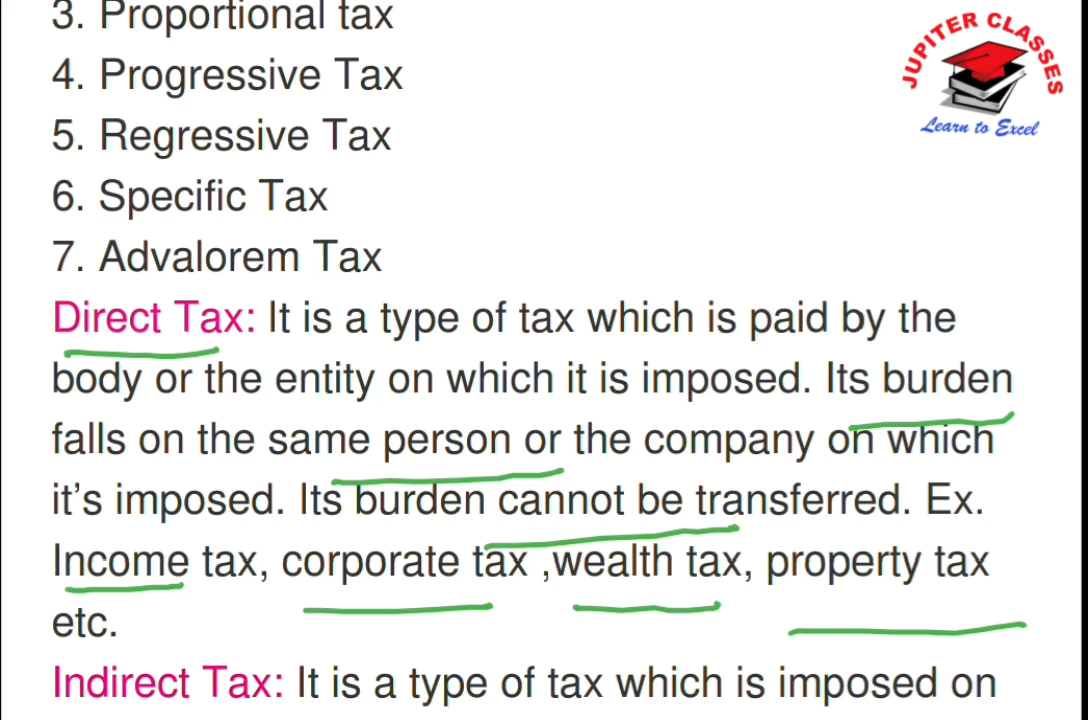 3. Proportional tax
4. Progressive Tax
5. Regressive Tax
6. Specific Tax
7. Advalorem Tax
JUPITER CLASSES
Learn to Excel
Direct Tax: It is a type of tax which is paid by the
body or the entity on which it is imposed. Its burden
falls on the same person or the company on which
it’s imposed. Its burden cannot be transferred. Ex.
Income tax, corporate tax ,wealth tax, property tax
etc.
Indirect Tax: It is a type of tax which is imposed on